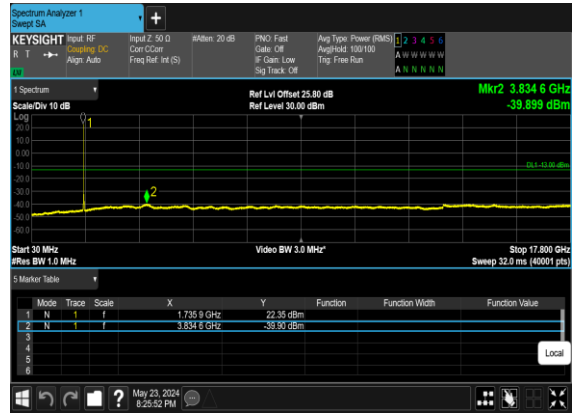 Spectrum Analyzer 1
Swept SA
+
KEYSIGHT Input: RF Input Z: 50 Ω #Atten: 20 dB PNO: Fast Avg Type: Power (RMS) 1 2 3 4 5 6
R T Coupling: DC Corr CCorr Gate: Off Avg|Hold: 100/100 A W W W W W
Align: Auto Freq Ref: Int (S) IF Gain: Low Trig: Free Run A N N N N N
LW Sig Track: Off
1 Spectrum Ref Lvl Offset 25.80 dB Mkr2 3.834 6 GHz
Scale/Div 10 dB Ref Level 30.00 dBm -39.899 dBm
Log
1
20.0
10.0
0.00
-10.0 DL1 -13.00 dBm
-20.0
-30.0
2
-40.0
-50.0
-60.0
Start 30 MHz Video BW 3.0 MHz* Stop 17.800 GHz
#Res BW 1.0 MHz Sweep 32.0 ms (40001 pts)
5 Marker Table
Mode Trace Scale X Y Function Function Width Function Value
1 N 1 f 1.735 9 GHz 22.35 dBm
2 N 1 f 3.834 6 GHz -39.90 dBm
3
4
5
6
Local
? May 23, 2024
8:25:52 PM